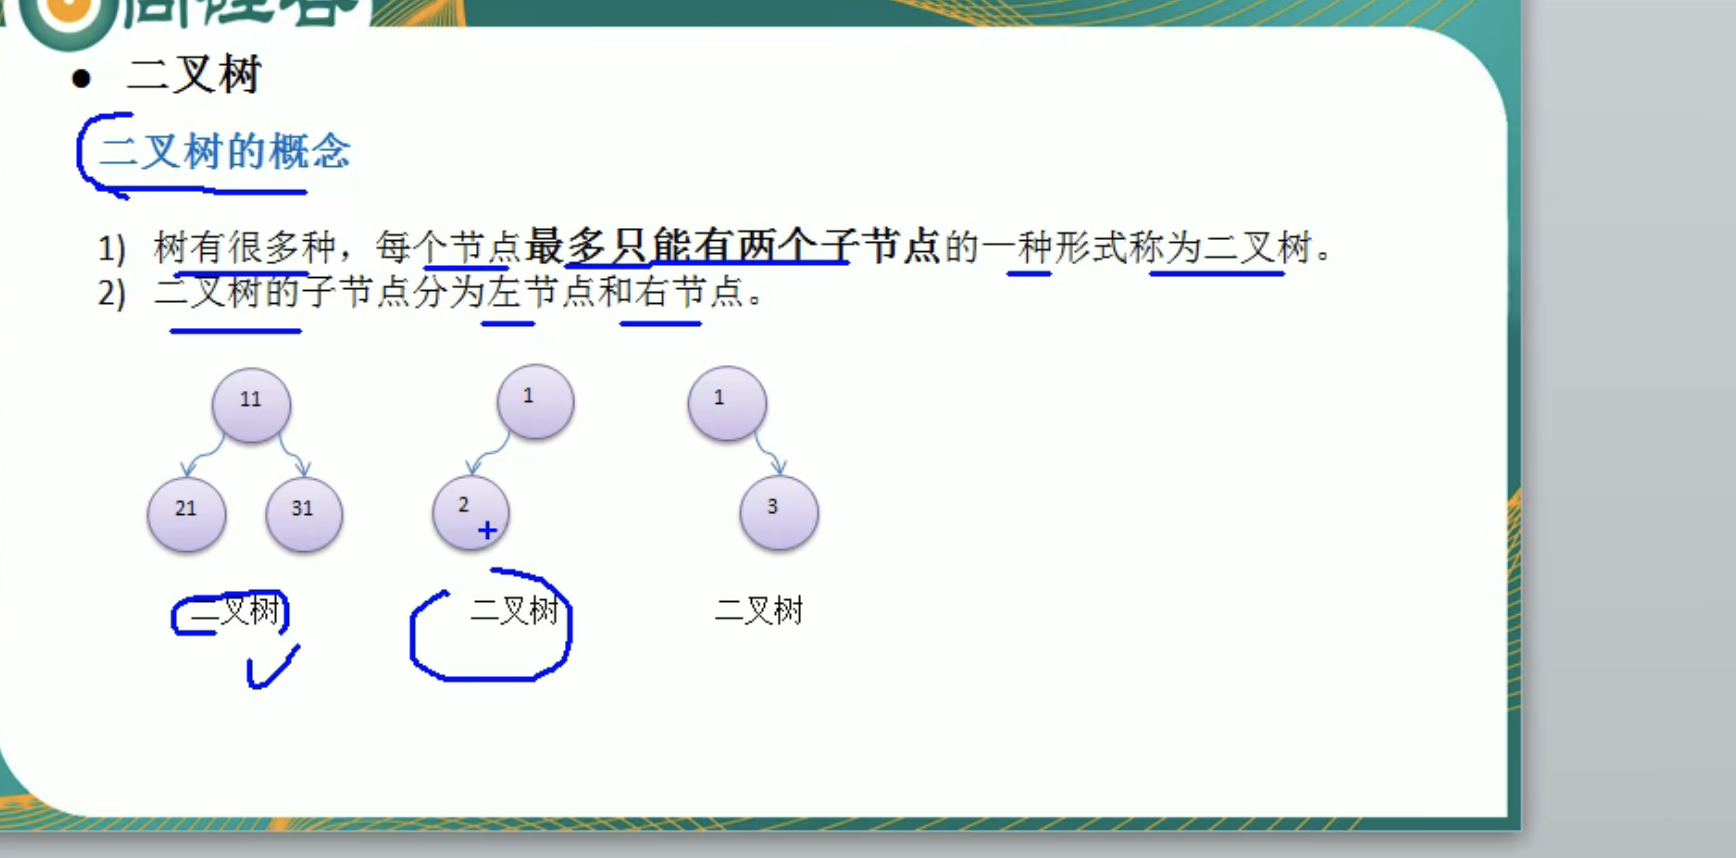 ● 二叉树
二叉树的概念
1) 树有很多种，每个节点最多只能有两个子节点的一种形式称为二叉树。
2) 二叉树的子节点分为左节点和右节点。
11 1 1
21 31 2 3
二叉树 二叉树 二叉树